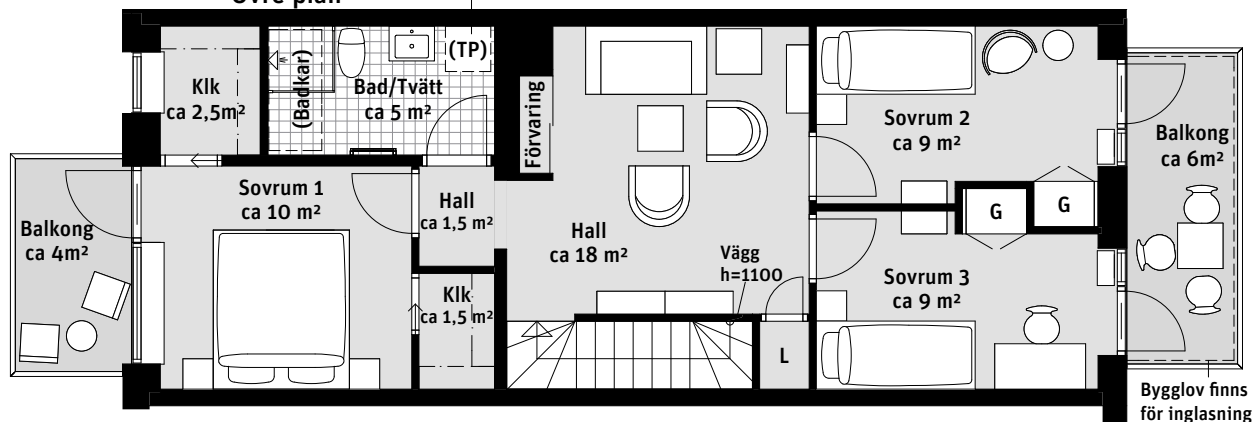 Övre plan
Klk
ca 2,5m²
(Badkar)
Bad/Tvätt
ca 5 m²
(TP)
Förvaring
Sovrum 2
ca 9 m²
Balkong
ca 6m²
Sovrum 1
ca 10 m²
Hall
ca 1,5 m²
Balkong
ca 4m²
Hall
ca 18 m²
G
G
Vägg
h=1100
Sovrum 3
ca 9 m²
Klk
ca 1,5 m²
L
Bygglov finns
för inglasning